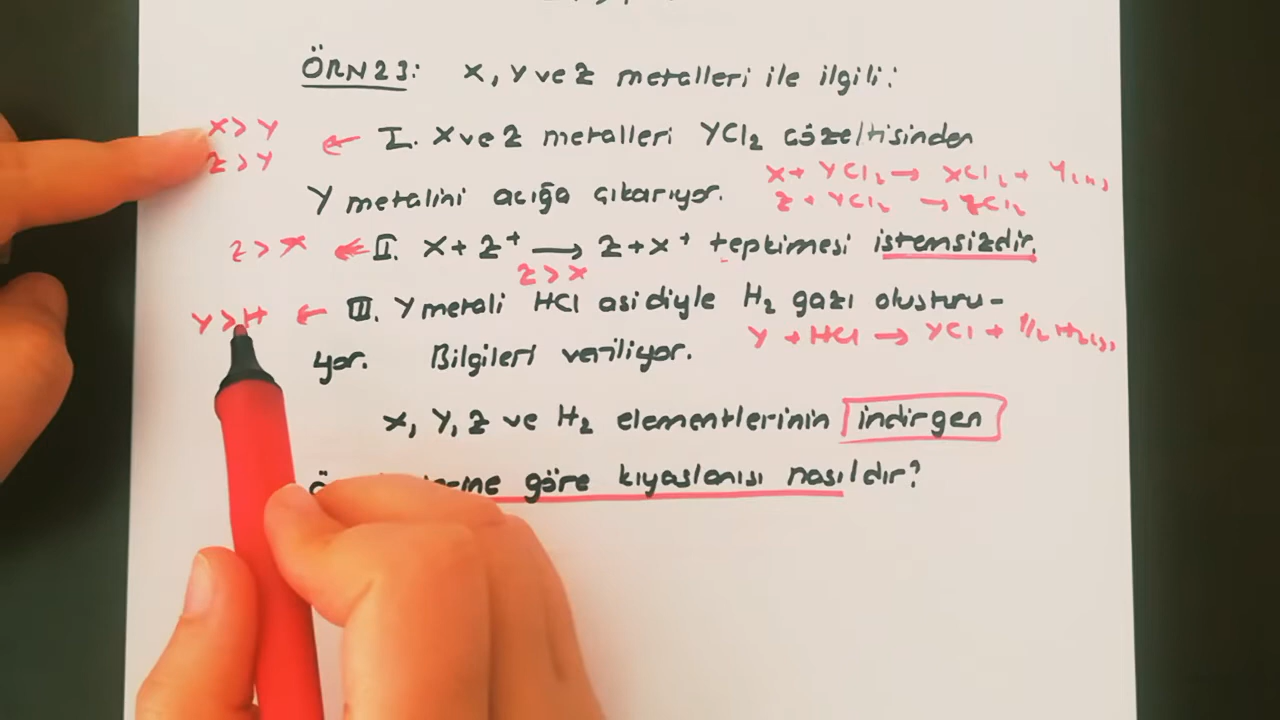 ÖRN23: X, Y ve Z metalleri ile ilgili:
X > Y
Z > Y
← I. X ve Z metalleri YCl₂ çözeltisinden
Y metalini açığa çıkarıyor.
X + YCl₂ → XCl₂ + Y(k)
Z + YCl₂ → ZCl₂
Z > X ← II. X + Z⁺ → Z + X⁺ tepkimesi istemsizdir.
Z > X
Y > H ← III. Y metali HCl asidiyle H₂ gazı oluşturu-
Y + HCl → YCl + 1/2 H₂(g)
yor. Bilgileri veriliyor.
X, Y, Z ve H₂ elementlerinin indirgen
göre kıyaslanışı nasıldır?